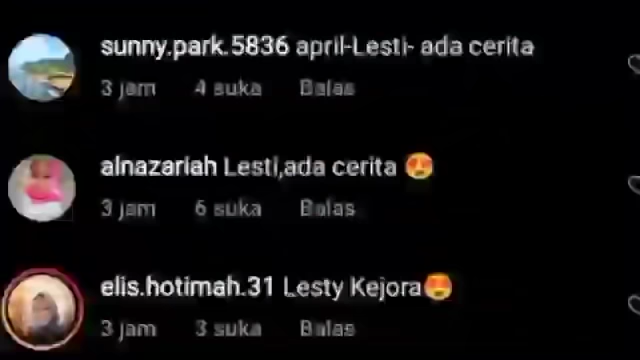 sunny.park.5836 april-Lesti- ada cerita
3 jam 4 suka Balas
alnazariah Lesti,ada cerita 😍
3 jam 6 suka Balas
elis.hotimah.31 Lesty Kejora😍
3 jam 3 suka Balas